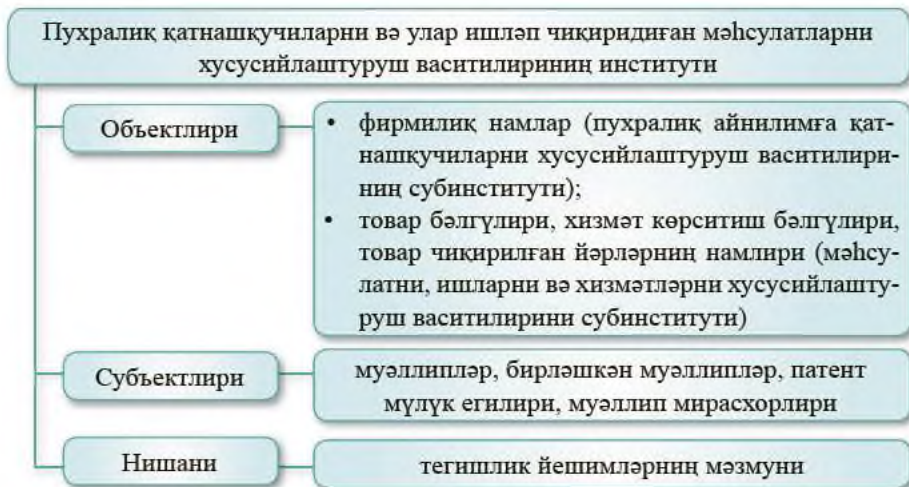 Пухралиқ қатнашқучиларни вә улар ишләп чиқиридиған мәһсулатларни
хусусийлаштуруш васитилириниң институти
Объектлири
• фирмилиқ намлар (пухралиқ айнилимға қат-
нашқучиларни хусусийлаштуруш васитилири-
ниң субинститути);
• товар бәлгүлири, хизмәт көрситиш бәлгүлири,
товар чиқирилған йәрләрниң намлири (мәһсу-
латни, ишларни вә хизмәтләрни хусусийлашту-
руш васитилирини субинститути)
Субъектлири
муәллипләр, бирләшкән муәллипләр, патент
мүлүк егилири, муәллип мирасхорлири
Нишани
тегишлик йешимләрниң мәзмуни